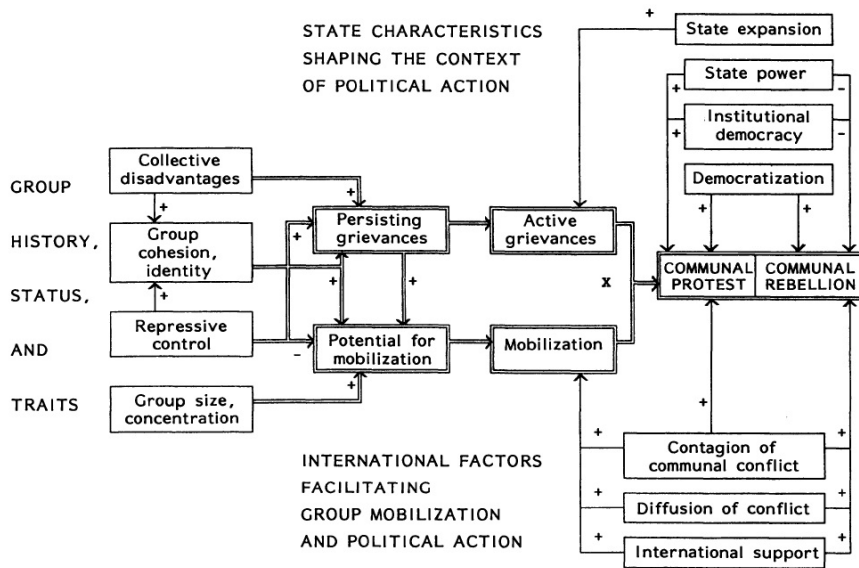 STATE CHARACTERISTICS
SHAPING THE CONTEXT
OF POLITICAL ACTION
+
State expansion
State power
+
-
Institutional
democracy
+
-
Democratization
+
+
GROUP
HISTORY,
STATUS,
AND
TRAITS
Collective
disadvantages
+
+
Group
cohesion,
identity
+
Repressive
control
+
-
Group size,
concentration
+
Persisting
grievances
+
+
Potential for
mobilization
Active
grievances
X
Mobilization
COMMUNAL
PROTEST
COMMUNAL
REBELLION
INTERNATIONAL FACTORS
FACILITATING
GROUP MOBILIZATION
AND POLITICAL ACTION
+
+
Contagion of
communal conflict
+
+
Diffusion of conflict
+
+
International support
+